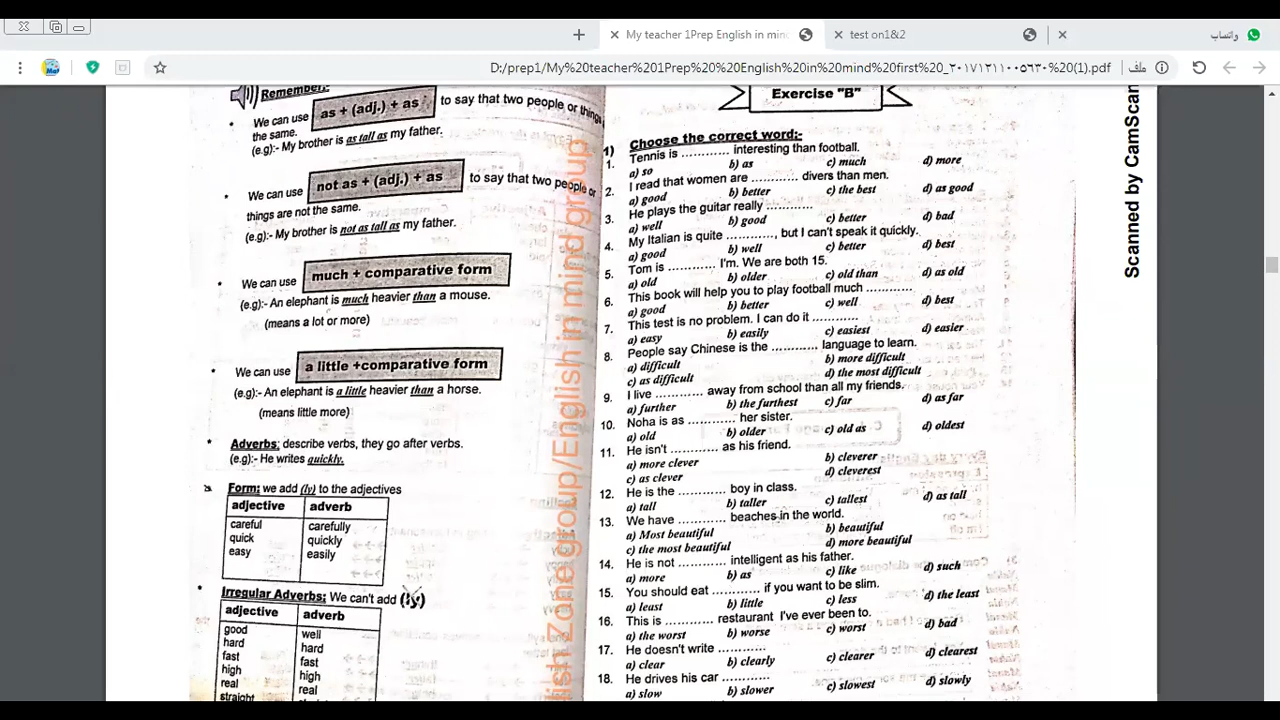 My teacher 1Prep English in mind
test on1&2
واتساب
D:/prep1/My%20teacher%201Prep%20%20English%20in%20mind%20first%20_٢٠١٧١٢١١٠٠٥٦٣٠%20(1).pdf
ملف
Remember:
We can use as + (adj.) + as to say that two people or things
the same.
(e.g):- My brother is as tall as my father.
We can use not as + (adj.) + as to say that two people or
things are not the same.
(e.g):- My brother is not as tall as my father.
We can use much + comparative form
(e.g):- An elephant is much heavier than a mouse.
(means a lot or more)
We can use a little +comparative form
(e.g):- An elephant is a little heavier than a horse.
(means little more)
Adverbs: describe verbs, they go after verbs.
(e.g):- He writes quickly.
Form: we add (ly) to the adjectives
adjective adverb
careful carefully
quick quickly
easy easily
Irregular Adverbs: We can't add (ly)
adjective adverb
good well
hard hard
fast fast
high high
real real
straight
English zone group/English in mind group
Exercise "B"
1) Choose the correct word:-
1. Tennis is ............ interesting than football.
a) so b) as c) much d) more
2. I read that women are ............ divers than men.
a) good b) better c) the best d) as good
3. He plays the guitar really ............
a) well b) good c) better d) bad
4. My Italian is quite ............, but I can't speak it quickly.
a) good b) well c) better d) best
5. Tom is ............ I'm. We are both 15.
a) old b) older c) old than d) as old
6. This book will help you to play football much ............
a) good b) better c) well d) best
7. This test is no problem. I can do it ............
a) easy b) easily c) easiest d) easier
8. People say Chinese is the ............ language to learn.
a) difficult b) more difficult
c) as difficult d) the most difficult
9. I live ............ away from school than all my friends.
a) further b) the furthest c) far d) as far
10. Noha is as ............ her sister.
a) old b) older c) old as d) oldest
11. He isn't ............ as his friend.
a) more clever b) cleverer
c) as clever d) cleverest
12. He is the ............ boy in class.
a) tall b) taller c) tallest d) as tall
13. We have ............ beaches in the world.
a) Most beautiful b) beautiful
c) the most beautiful d) more beautiful
14. He is not ............ intelligent as his father.
a) more b) as c) like d) such
15. You should eat ............ if you want to be slim.
a) least b) little c) less d) the least
16. This is ............ restaurant I've ever been to.
a) the worst b) worse c) worst d) bad
17. He doesn't write ............
a) clear b) clearly c) clearer d) clearest
18. He drives his car ............
a) slow b) slower c) slowest d) slowly
Scanned by CamScan